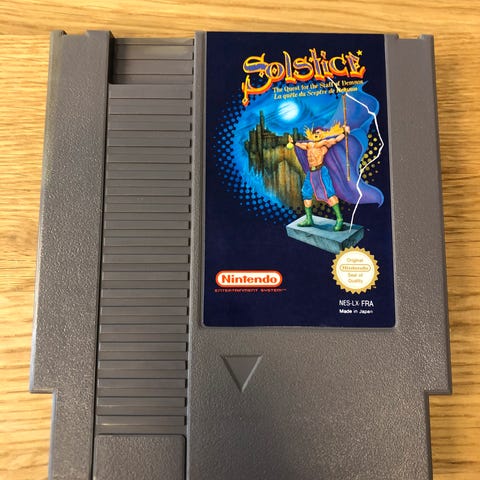 Solstice
The Quest for the Staff of Demnos
La quête du Sceptre de Demnos
Nintendo
ENTERTAINMENT SYSTEM™
Original
Nintendo
Seal of
Quality
NES-LX-FRA
Made in Japan